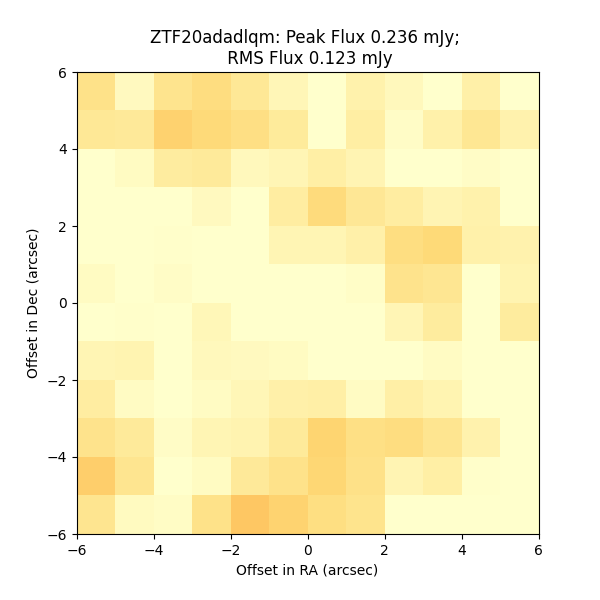 ZTF20adadlqm: Peak Flux 0.236 mJy;
RMS Flux 0.123 mJy
6
4
2
0
−2
−4
−6
Offset in Dec (arcsec)
−6 −4 −2 0 2 4 6
Offset in RA (arcsec)